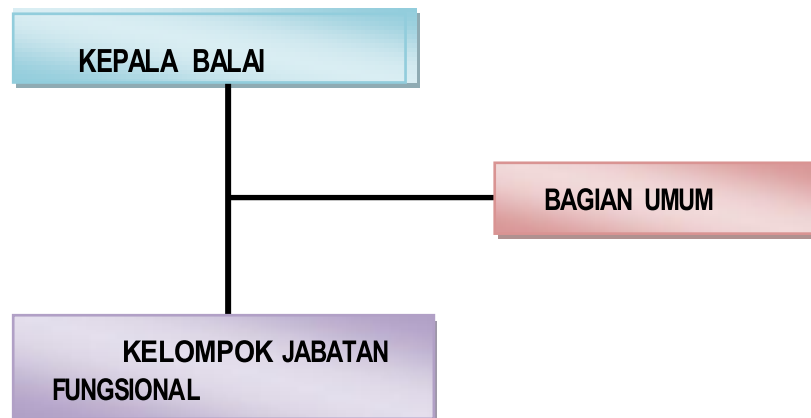 KEPALA BALAI
BAGIAN UMUM
KELOMPOK JABATAN
FUNGSIONAL